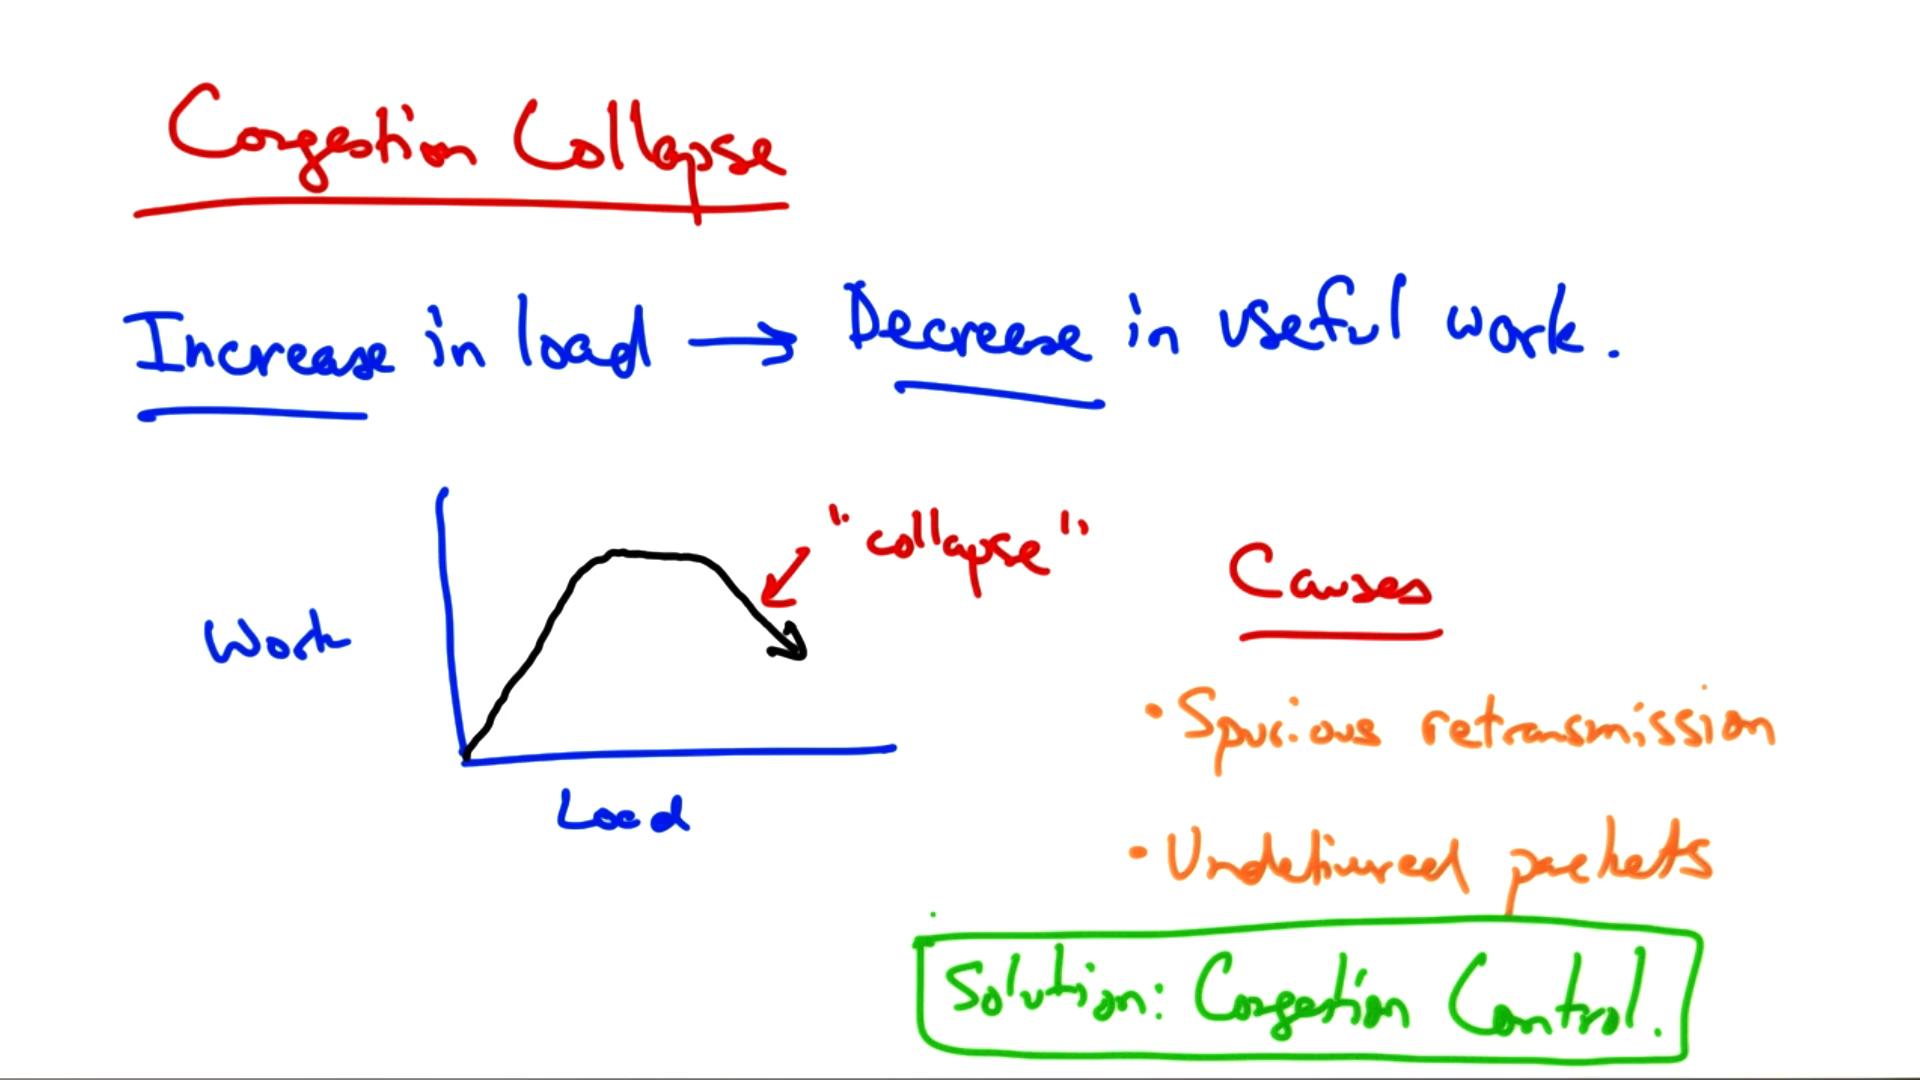 Congestion Collapse
Increase in load → Decrease in useful work.
"collapse"
Work
Load
Causes
• Spurious retransmission
• Undelivered packets
Solution: Congestion Control.